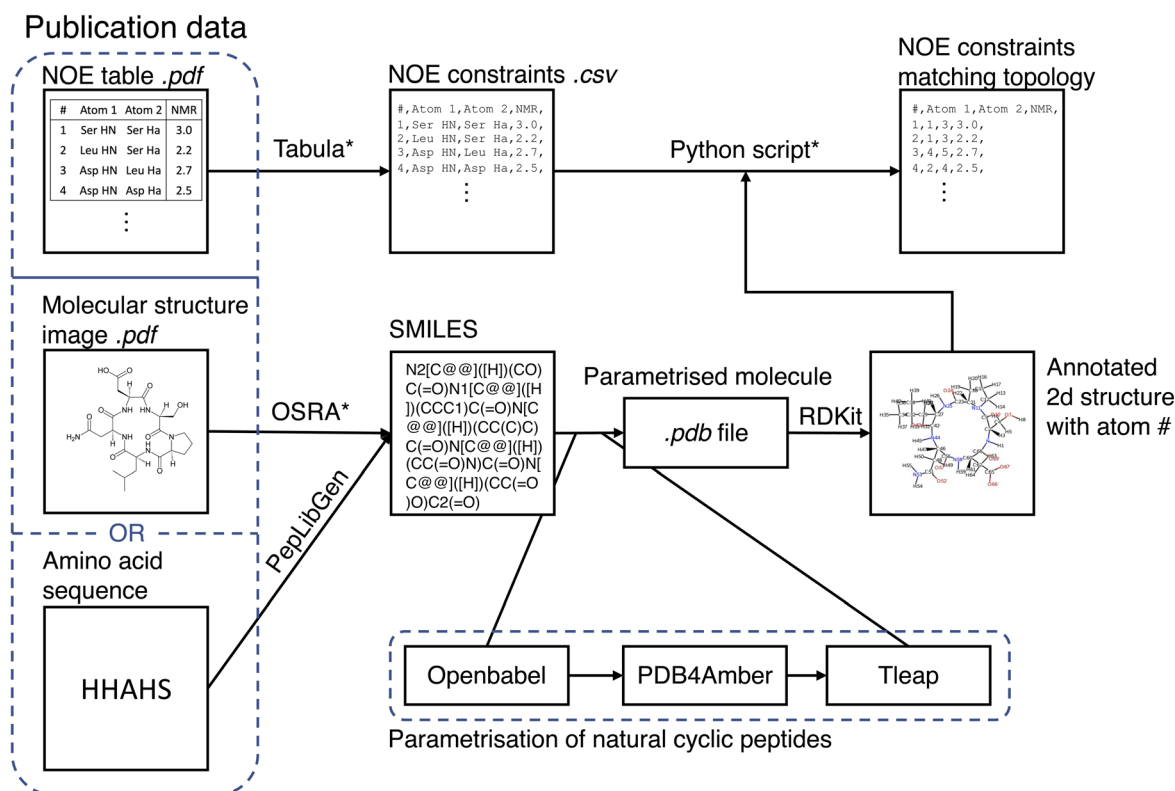 Publication data
NOE table .pdf
# Atom 1 Atom 2 NMR
1 Ser HN Ser Ha 3.0
2 Leu HN Ser Ha 2.2
3 Asp HN Leu Ha 2.7
4 Asp HN Asp Ha 2.5
Tabula*
NOE constraints .csv
#,Atom 1,Atom 2,NMR,
1,Ser HN,Ser Ha,3.0,
2,Leu HN,Ser Ha,2.2,
3,Asp HN,Leu Ha,2.7,
4,Asp HN,Asp Ha,2.5,
Python script*
NOE constraints
matching topology
#,Atom 1,Atom 2,NMR,
1,1,3,3.0,
2,1,3,2.2,
3,4,5,2.7,
4,2,4,2.5,
Molecular structure
image .pdf
HO
O
H
O
OH
O
NH
HN
H
H2N
O
NH
O
O
N
O
H
H
OSRA*
SMILES
N2[C@@]([H])(CO)
C(=O)N1[C@@]([H
])(CCC1)C(=O)N[C
@@]([H])(CC(C)C)
C(=O)N[C@@]([H])
(CC(=O)N)C(=O)N[
C@@]([H])(CC(=O
)O)C2(=O)
Parametrised molecule
.pdb file
RDKit
Annotated
2d structure
with atom #
OR
Amino acid
sequence
HHAHS
PepLibGen
Openbabel
PDB4Amber
Tleap
Parametrisation of natural cyclic peptides